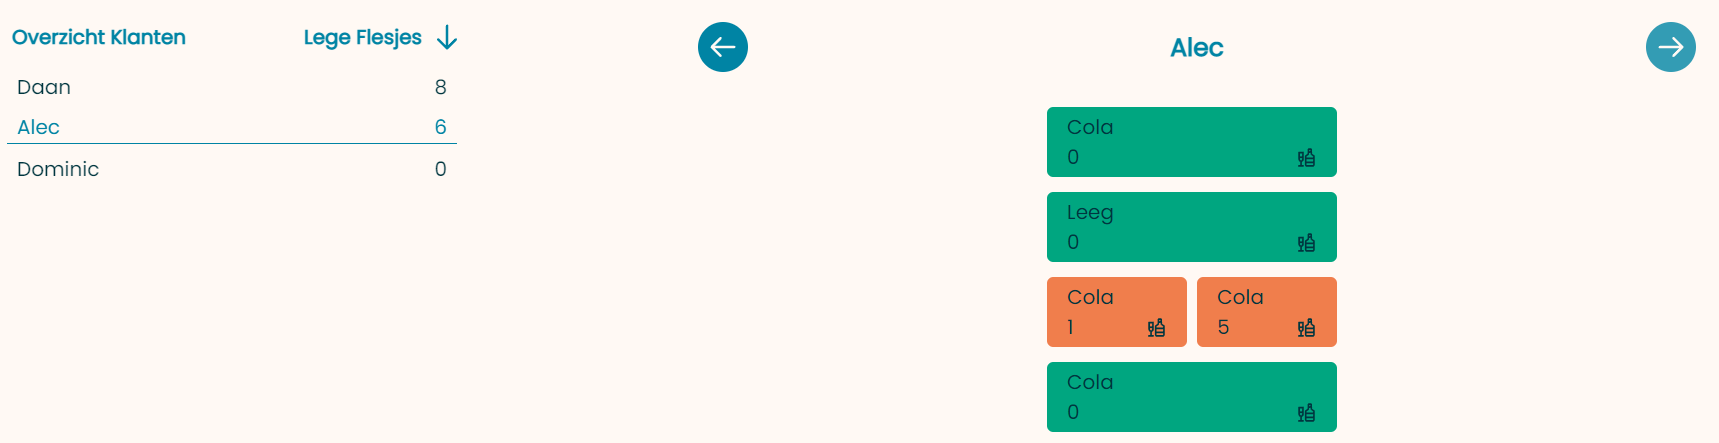 Overzicht Klanten Lege Flesjes
Daan 8
Alec 6
Dominic 0
Alec
Cola
0
Leeg
0
Cola
1
Cola
5
Cola
0